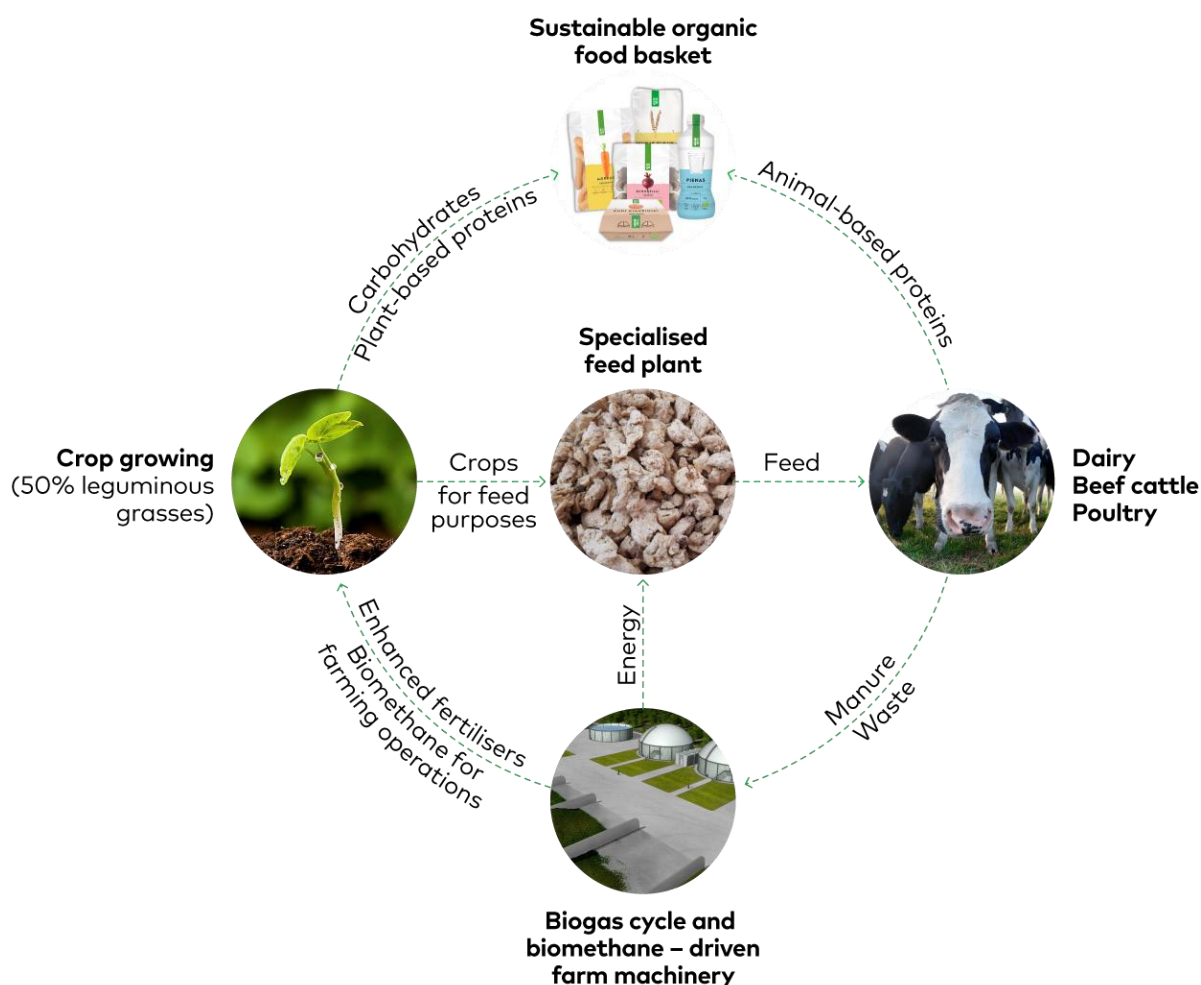 Sustainable organic
food basket
PIENAS
Carbohydrates
Plant-based proteins
Animal-based proteins
Specialised
feed plant
Crop growing
(50% leguminous
grasses)
Crops
for feed
purposes
Feed
Dairy
Beef cattle
Poultry
Enhanced fertilisers
Biomethane for
farming operations
Energy
Manure
Waste
Biogas cycle and
biomethane – driven
farm machinery